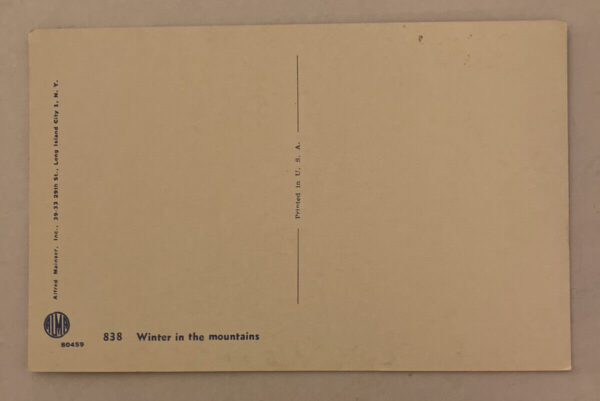 Alfred Mainzer, Inc., 39-33 29th St., Long Island City 1, N. Y.
Printed in U. S. A.
ALMA
80459
838 Winter in the mountains